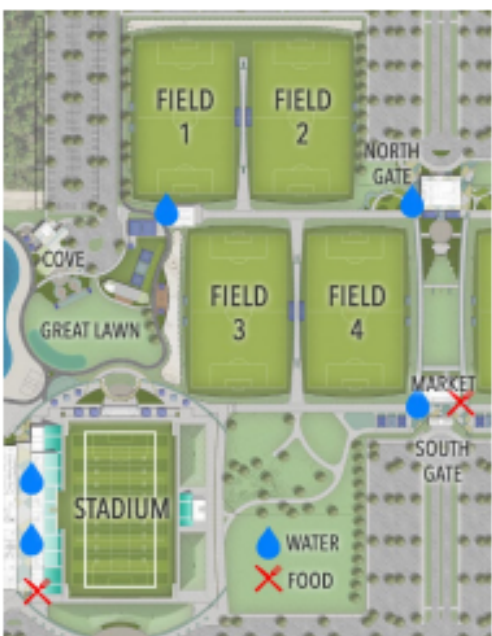 FIELD
1
FIELD
2
NORTH
GATE
COVE
FIELD
3
FIELD
4
GREAT LAWN
MARKET
SOUTH
GATE
STADIUM
WATER
FOOD